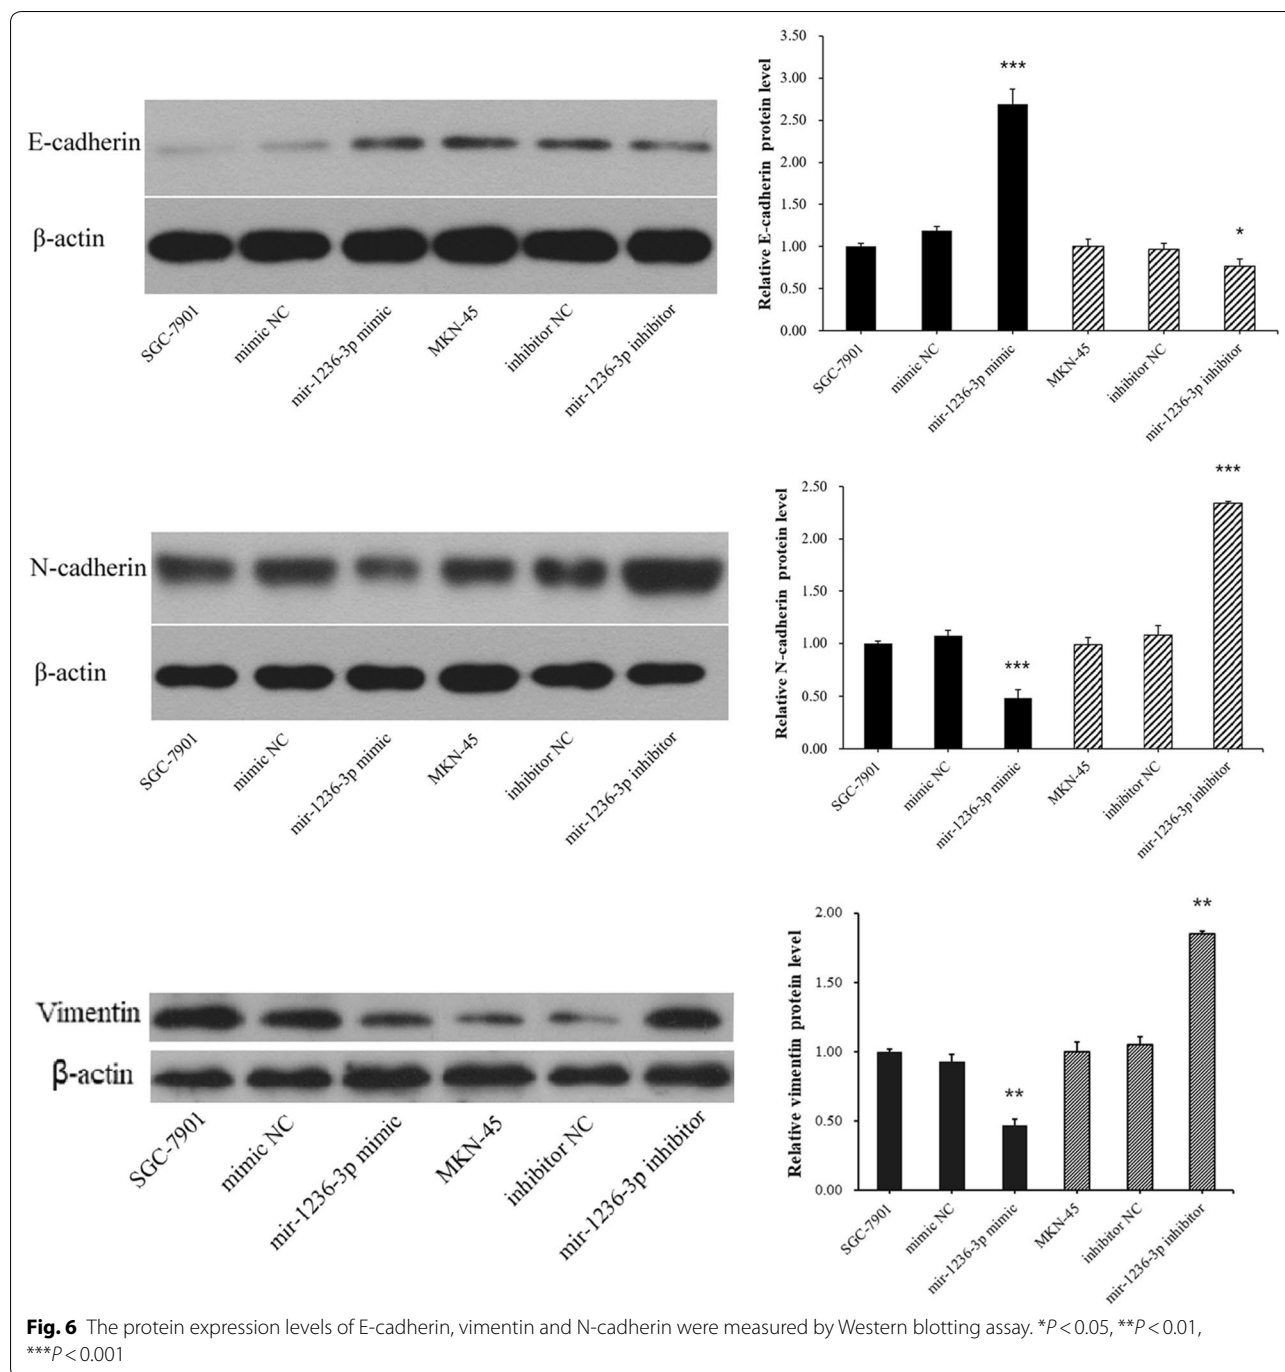 E-cadherin
β-actin
SGC-7901
mimic NC
mir-1236-3p mimic
MKN-45
inhibitor NC
mir-1236-3p inhibitor
Relative E-cadherin protein level
3.50
3.00
2.50
2.00
1.50
1.00
0.50
0.00
***
*
SGC-7901
mimic NC
mir-1236-3p mimic
MKN-45
inhibitor NC
mir-1236-3p inhibitor
N-cadherin
β-actin
SGC-7901
mimic NC
mir-1236-3p mimic
MKN-45
inhibitor NC
mir-1236-3p inhibitor
Relative N-cadherin protein level
2.50
2.00
1.50
1.00
0.50
0.00
***
***
SGC-7901
mimic NC
mir-1236-3p mimic
MKN-45
inhibitor NC
mir-1236-3p inhibitor
Vimentin
β-actin
SGC-7901
mimic NC
mir-1236-3p mimic
MKN-45
inhibitor NC
mir-1236-3p inhibitor
Relative vimentin protein level
2.00
1.50
1.00
0.50
0.00
**
**
SGC-7901
mimic NC
mir-1236-3p mimic
MKN-45
inhibitor NC
mir-1236-3p inhibitor
Fig. 6 The protein expression levels of E-cadherin, vimentin and N-cadherin were measured by Western blotting assay. *P < 0.05, **P < 0.01,
***P < 0.001